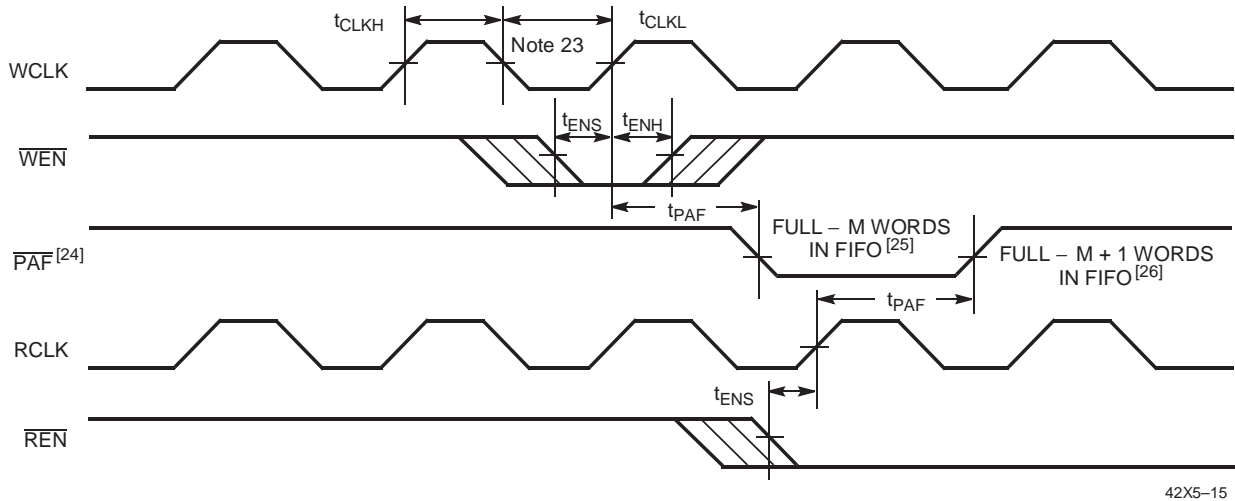 tCLKH
tCLKL
Note 23
WCLK
tENS
tENH
WEN
tPAF
FULL – M WORDS
IN FIFO[25]
PAF[24]
FULL – M + 1 WORDS
IN FIFO[26]
tPAF
RCLK
tENS
REN
42X5–15